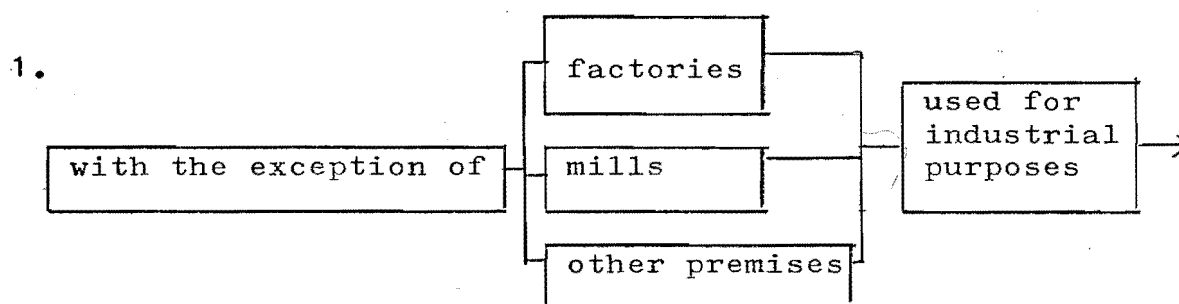 1.
factories
with the exception of
mills
other premises
used for
industrial
purposes